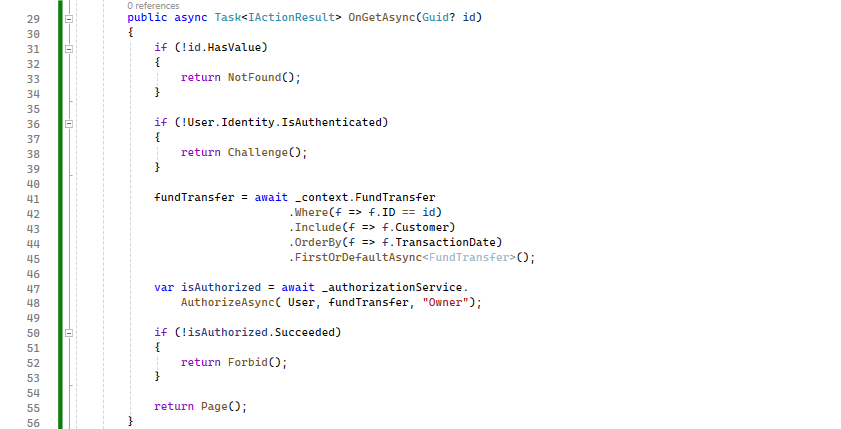 0 references
29 public async Task<IActionResult> OnGetAsync(Guid? id)
30 {
31 if (!id.HasValue)
32 {
33 return NotFound();
34 }
35
36 if (!User.Identity.IsAuthenticated)
37 {
38 return Challenge();
39 }
40
41 fundTransfer = await _context.FundTransfer
42 .Where(f => f.ID == id)
43 .Include(f => f.Customer)
44 .OrderBy(f => f.TransactionDate)
45 .FirstOrDefaultAsync<FundTransfer>();
46
47 var isAuthorized = await _authorizationService.
48 AuthorizeAsync( User, fundTransfer, "Owner");
49
50 if (!isAuthorized.Succeeded)
51 {
52 return Forbid();
53 }
54
55 return Page();
56 }